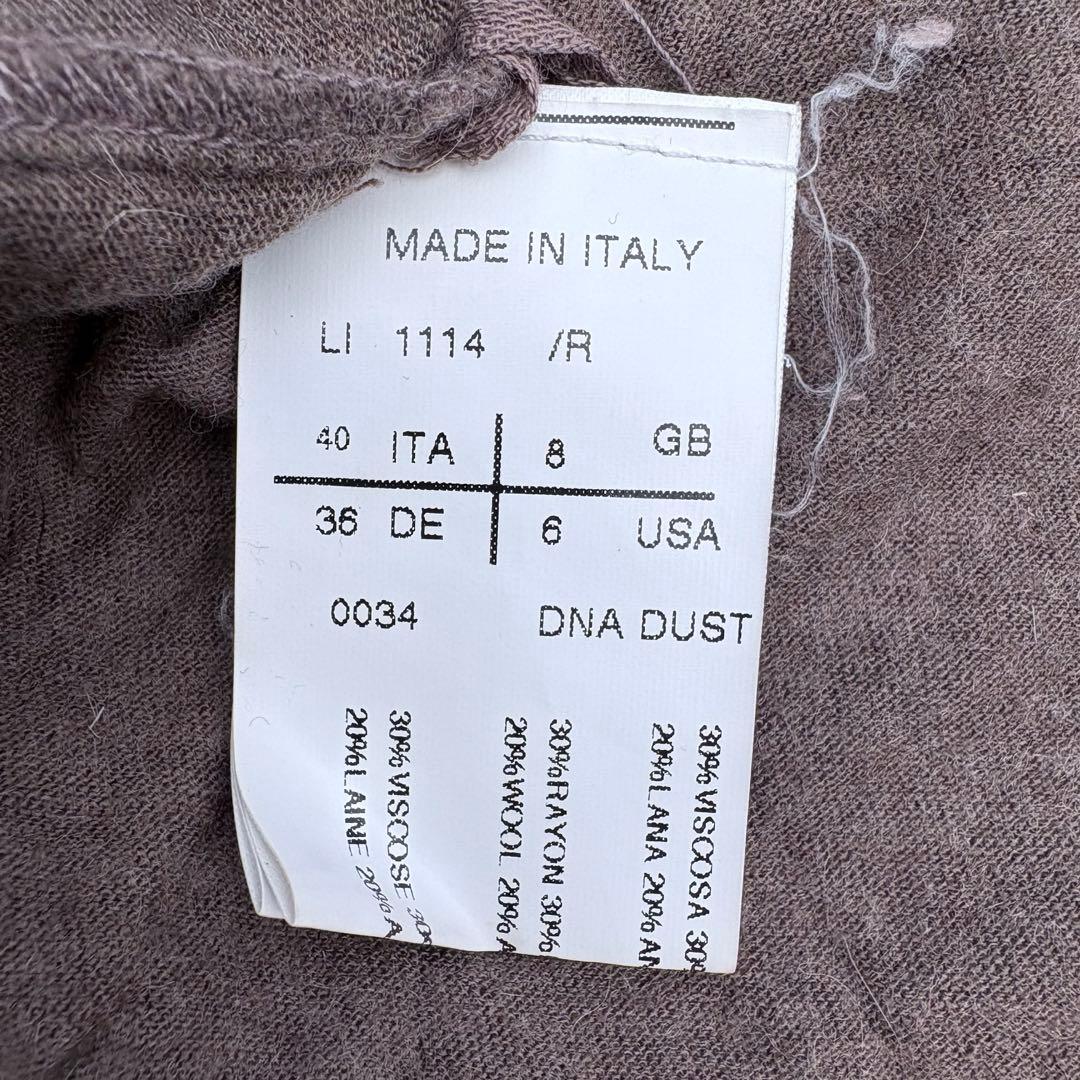 MADE IN ITALY
LI 1114 /R
40 ITA 8 GB
36 DE 6 USA
0034 DNA DUST
30% VISCOSA 30%
20% LANA 20%
30% RAYON 30%
20% WOOL 20%
30% VISCOSE
20% LAINE 20%